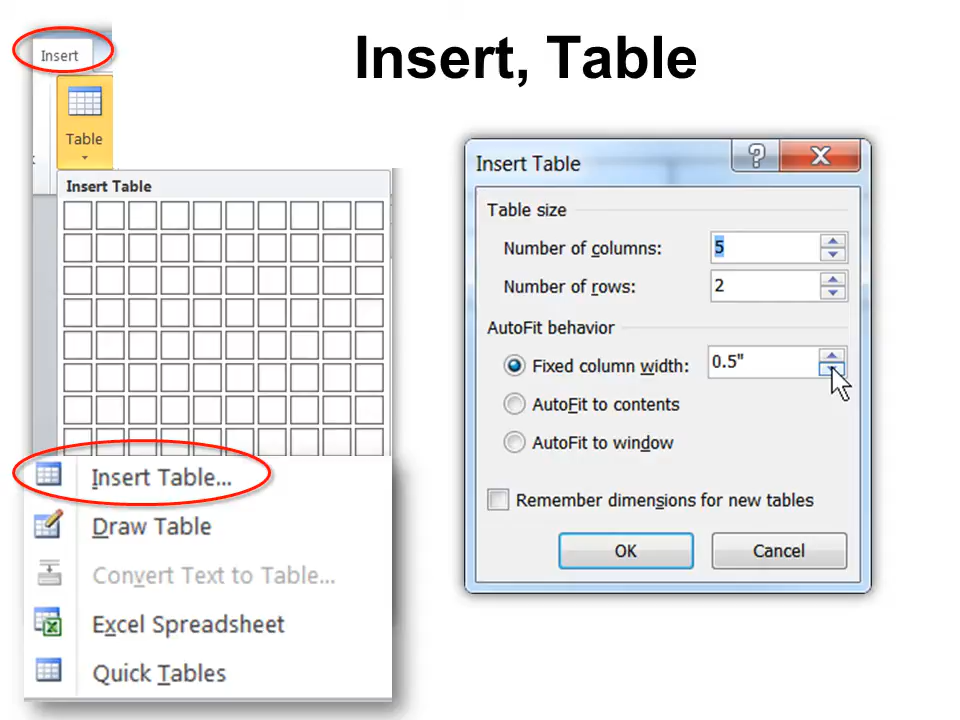 Insert, Table
Insert
Table
Insert Table
Insert Table...
Draw Table
Convert Text to Table...
Excel Spreadsheet
Quick Tables
Insert Table
?
Table size
Number of columns: 5
Number of rows: 2
AutoFit behavior
Fixed column width: 0.5"
AutoFit to contents
AutoFit to window
Remember dimensions for new tables
OK Cancel